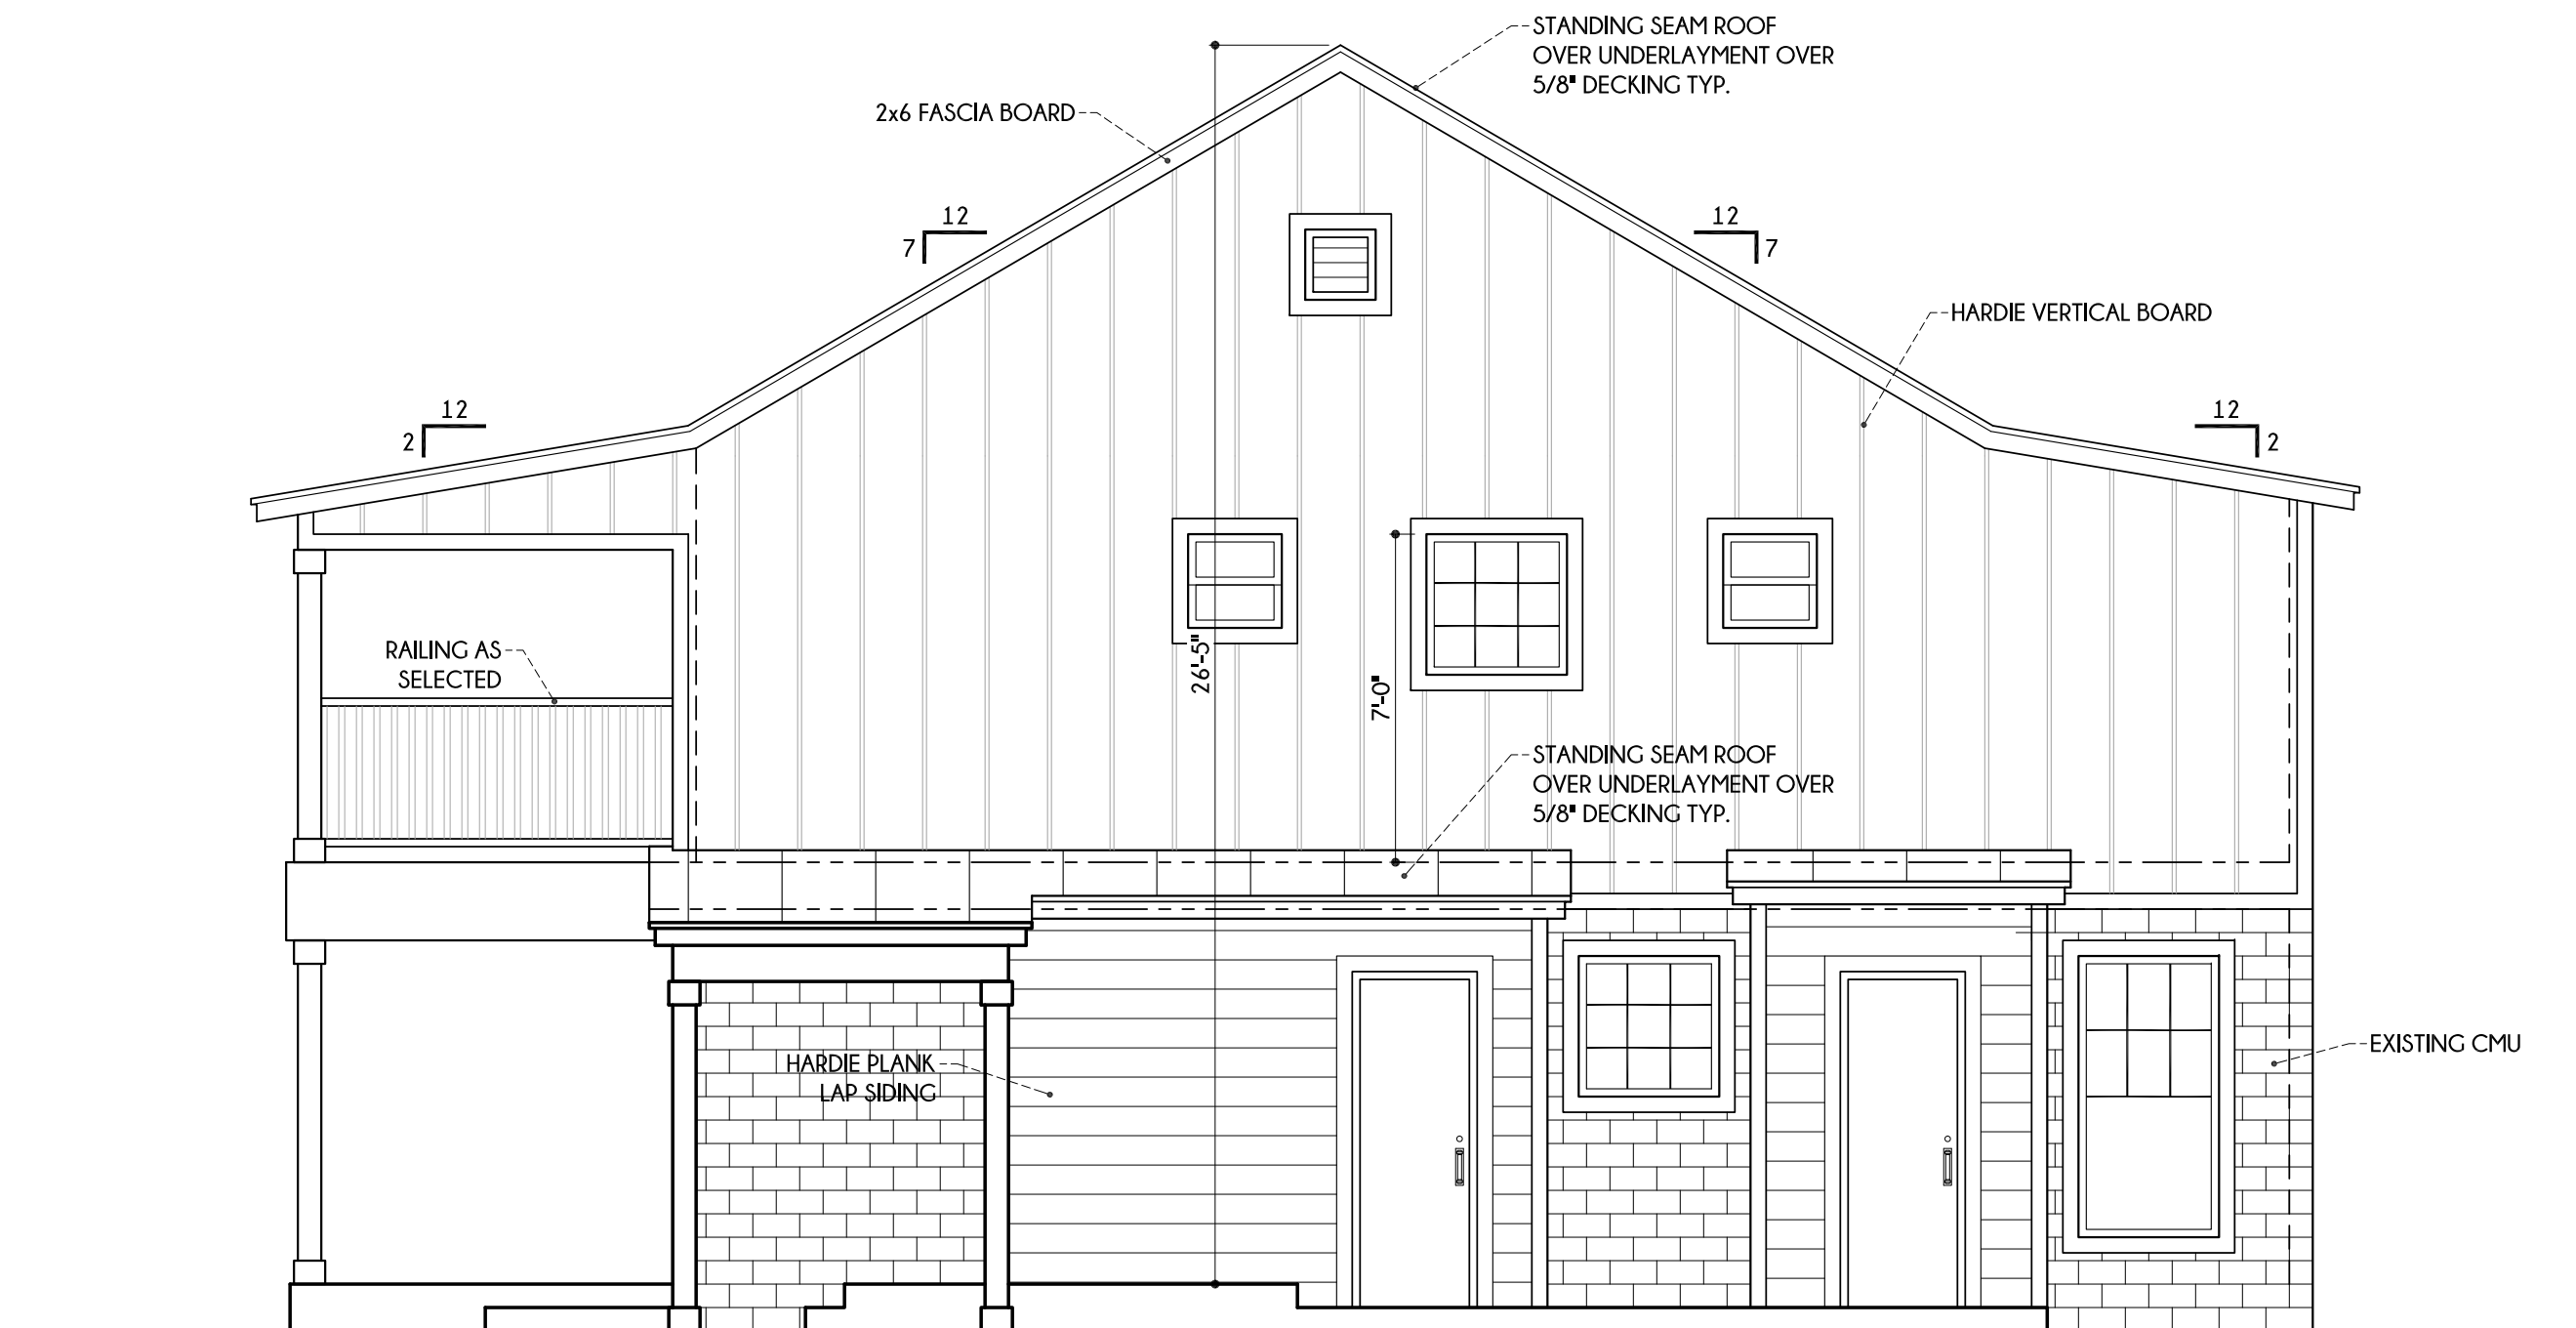 STANDING SEAM ROOF
OVER UNDERLAYMENT OVER
5/8" DECKING TYP.
2x6 FASCIA BOARD
12
7
12
7
HARDIE VERTICAL BOARD
12
2
12
2
RAILING AS
SELECTED
26'-5"
7'-0"
STANDING SEAM ROOF
OVER UNDERLAYMENT OVER
5/8" DECKING TYP.
EXISTING CMU
HARDIE PLANK
LAP SIDING